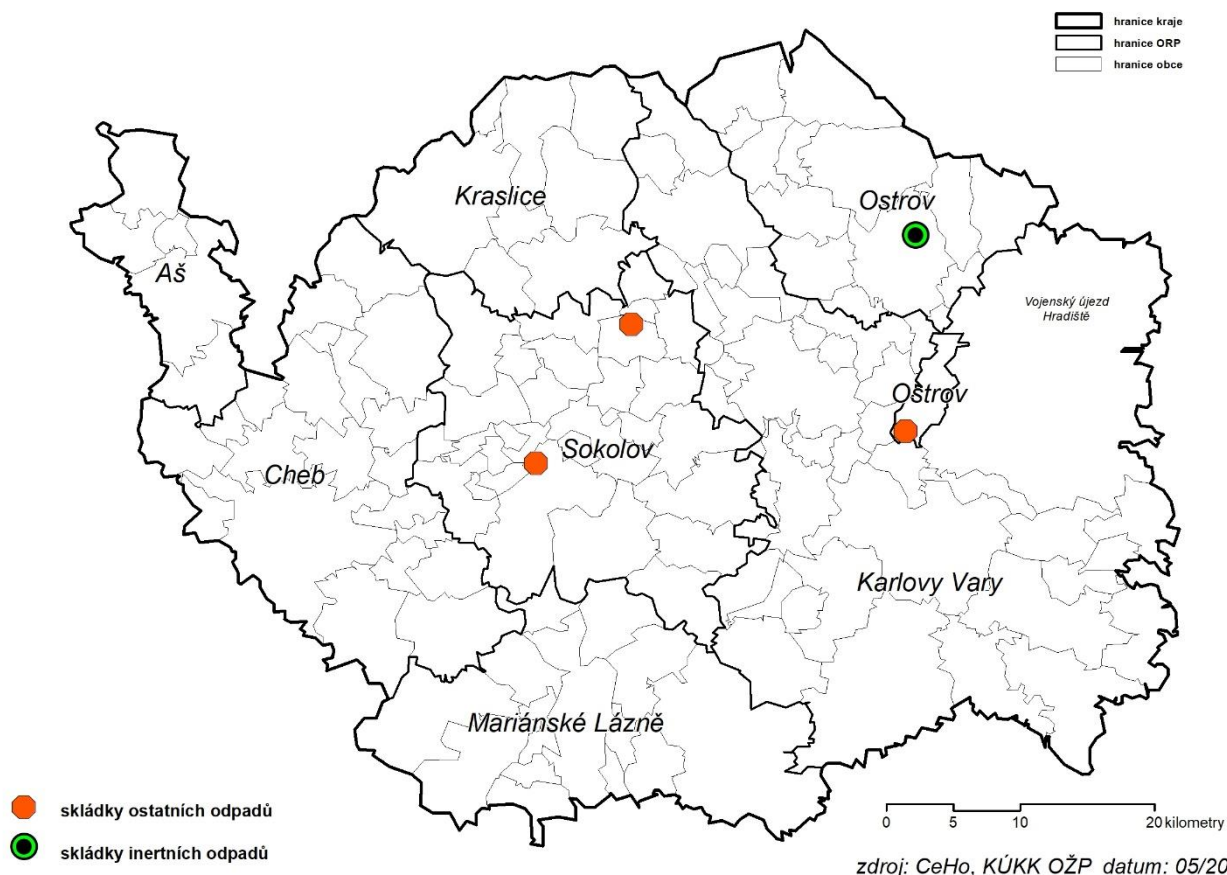 hranice kraje
hranice ORP
hranice obce
Kraslice
Ostrov
Aš
Vojenský újezd
Hradiště
Ostrov
Sokolov
Cheb
Karlovy Vary
Mariánské Lázně
skládky ostatních odpadů
skládky inertních odpadů
0 5 10 20 kilometry
zdroj: CeHo, KÚKK OŽP datum: 05/20